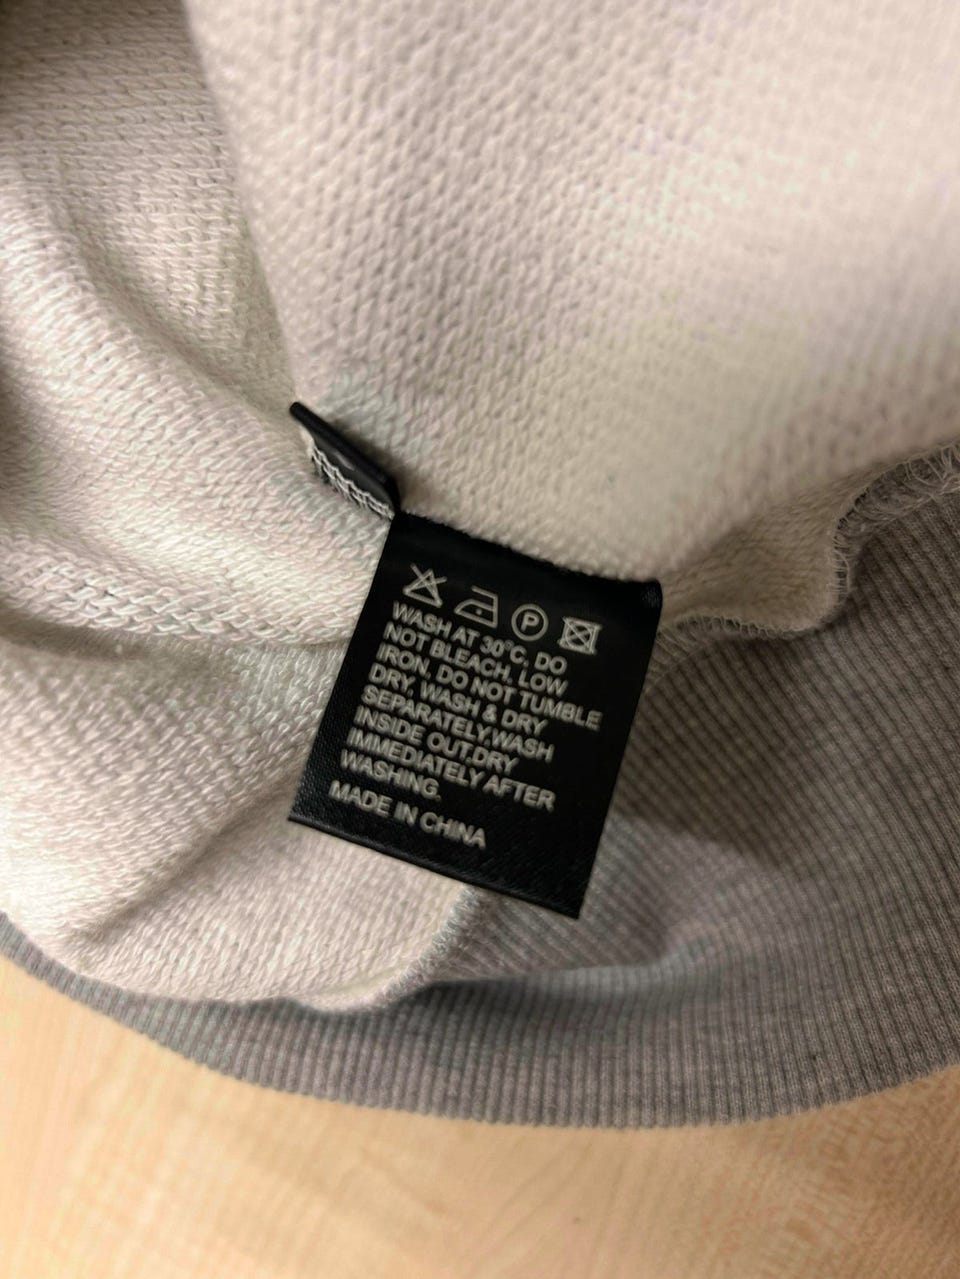 P
WASH AT 30°C, DO
NOT BLEACH, LOW
IRON, DO NOT TUMBLE
DRY, WASH & DRY
SEPARATELY,WASH
INSIDE OUT,DRY
IMMEDIATELY AFTER
WASHING.
MADE IN CHINA